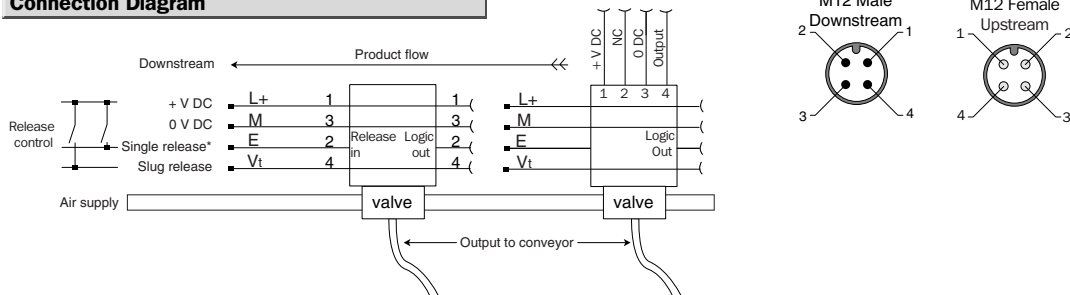 Connection Diagram
M12 Male
Downstream
2 1
3 4
M12 Female
Upstream
1 2
4 3
+ V DC
NC
0 DC
Output
1 2 3 4
Downstream
Product flow
Release
control
+ V DC L+ 1 1 L+
0 V DC M 3 3 M
Single release* E 2 Release in Logic out 2 E Logic Out
Slug release Vt 4 4 Vt
Air supply
valve
valve
Output to conveyor